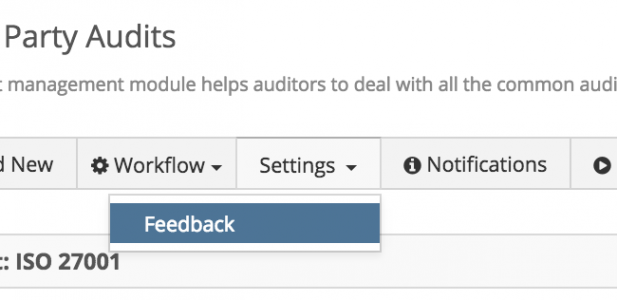 Party Audits
management module helps auditors to deal with all the common
New Workflow Settings Notifications
Feedback
: ISO 27001